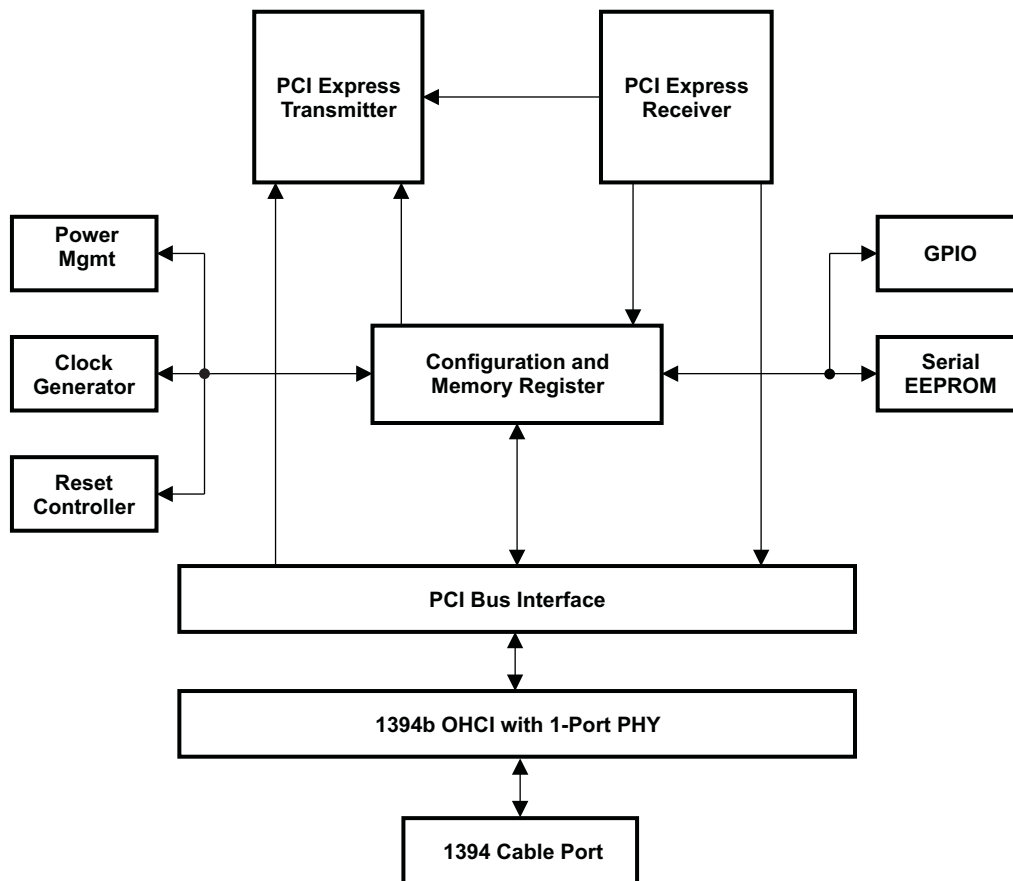 PCI Express
Transmitter
PCI Express
Receiver
Power
Mgmt
GPIO
Clock
Generator
Configuration and
Memory Register
Serial
EEPROM
Reset
Controller
PCI Bus Interface
1394b OHCI with 1-Port PHY
1394 Cable Port